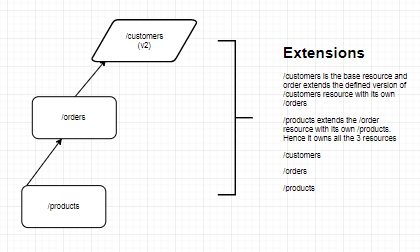 /customers
(v2)
/orders
/products
Extensions
/customers is the base resource and
order extends the defined version of
/customers resource with its own
/orders
/products extends the /order
resource with its own /products.
Hence it owns all the 3 resources
/customers
/orders
/products